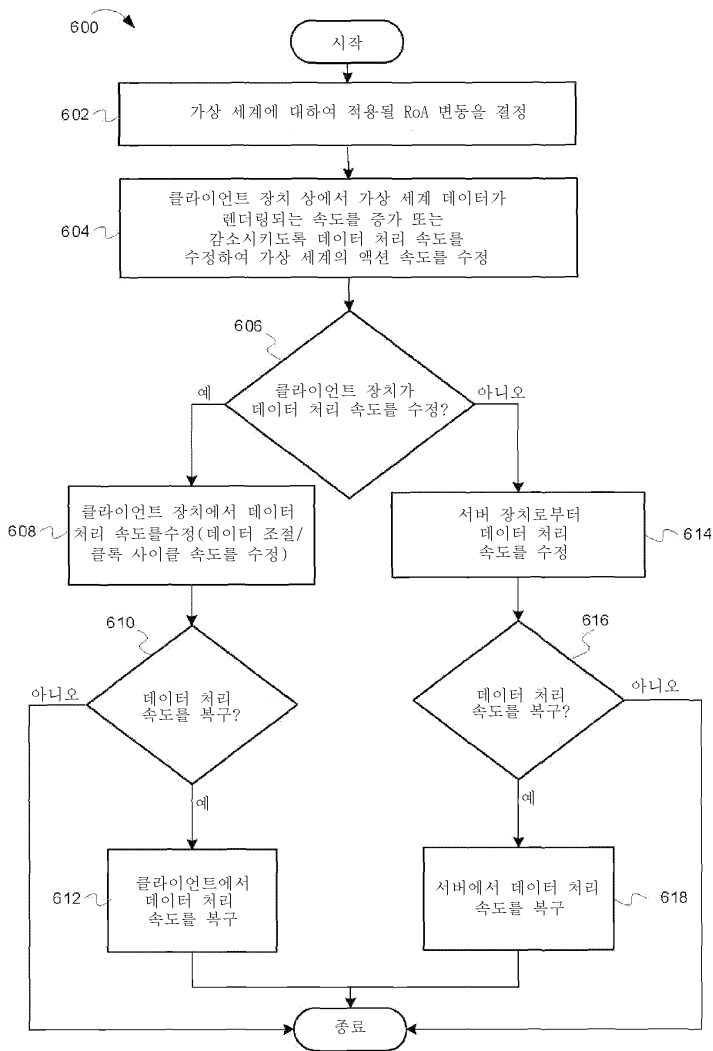 600
시작
602
가상 세계에 대하여 적용될 RoA 변동을 결정
604
클라이언트 장치 상에서 가상 세계 데이터가
렌더링되는 속도를 증가 또는
감소시키도록 데이터 처리 속도를
수정하여 가상 세계의 액션 속도를 수정
606
클라이언트 장치가
데이터 처리 속도를 수정?
예
아니오
608
클라이언트 장치에서 데이터
처리 속도를수정(데이터 조절/
클록 사이클 속도를 수정)
서버 장치로부터
데이터 처리
속도를 수정
614
610
데이터 처리
속도를 복구?
아니오
예
616
데이터 처리
속도를 복구?
아니오
예
612
클라이언트에서
데이터 처리
속도를 복구
서버에서 데이터 처리
속도를 복구
618
종료